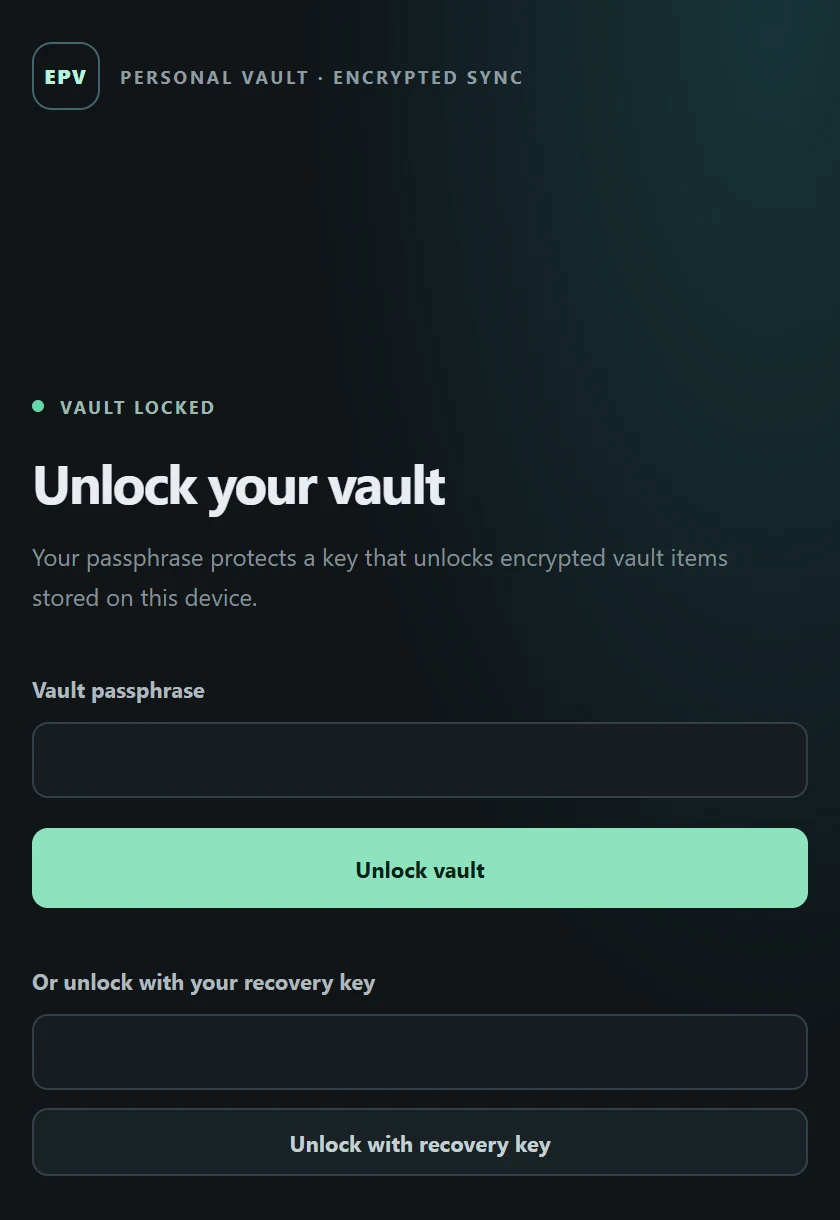 EPV
PERSONAL VAULT · ENCRYPTED SYNC
VAULT LOCKED
Unlock your vault
Your passphrase protects a key that unlocks encrypted vault items
stored on this device.
Vault passphrase
Unlock vault
Or unlock with your recovery key
Unlock with recovery key